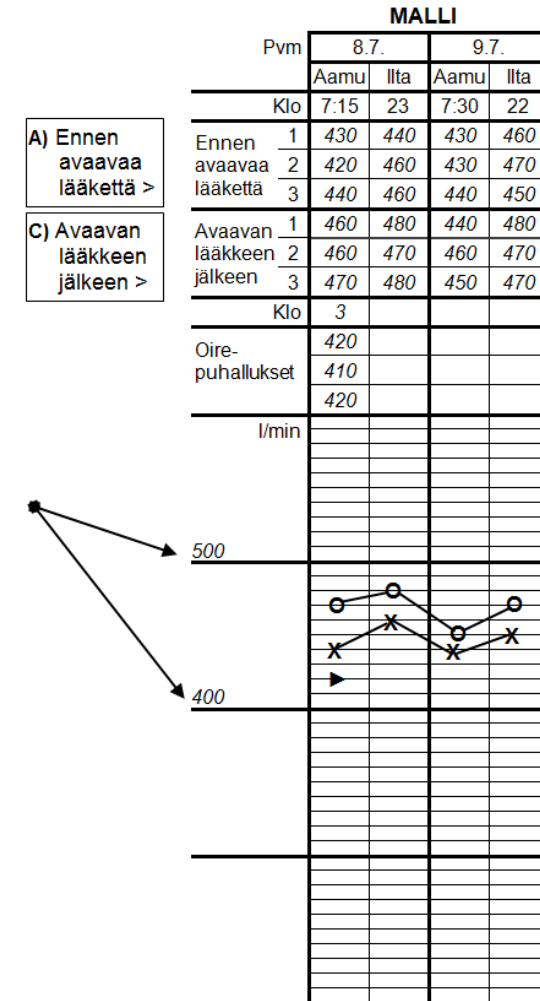 MALLI
Pvm 8.7. 9.7.
Aamu Ilta Aamu Ilta
Klo 7:15 23 7:30 22
A) Ennen
avaavaa
lääkettä >
Ennen
avaavaa
lääkettä
1 430 440 430 460
2 420 460 430 470
3 440 460 440 450
C) Avaavan
lääkkeen
jälkeen >
Avaavan
lääkkeen
jälkeen
1 460 480 440 480
2 460 470 460 470
3 470 480 450 470
Klo 3
Oire-
puhallukset
420
410
420
l/min
500
400